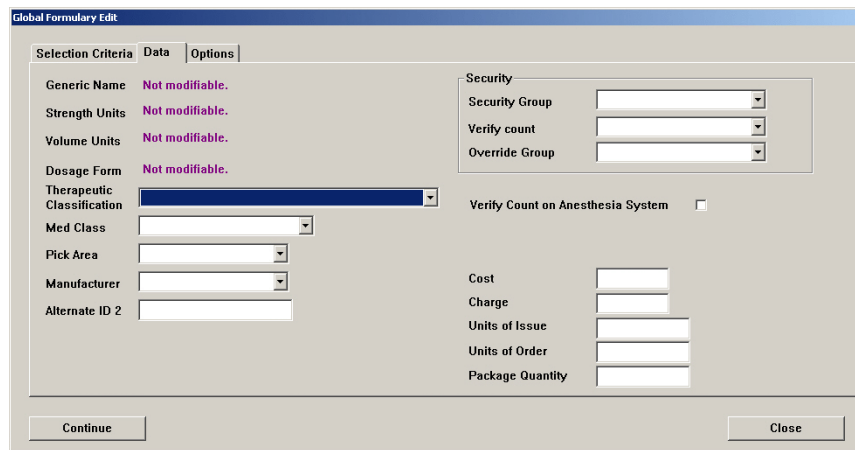 Global Formulary Edit
Selection Criteria Data Options
Generic Name Not modifiable.
Strength Units Not modifiable.
Volume Units Not modifiable.
Dosage Form Not modifiable.
Therapeutic
Classification
Med Class
Pick Area
Manufacturer
Alternate ID 2
Security
Security Group
Verify count
Override Group
Verify Count on Anesthesia System
Cost
Charge
Units of Issue
Units of Order
Package Quantity
Continue
Close